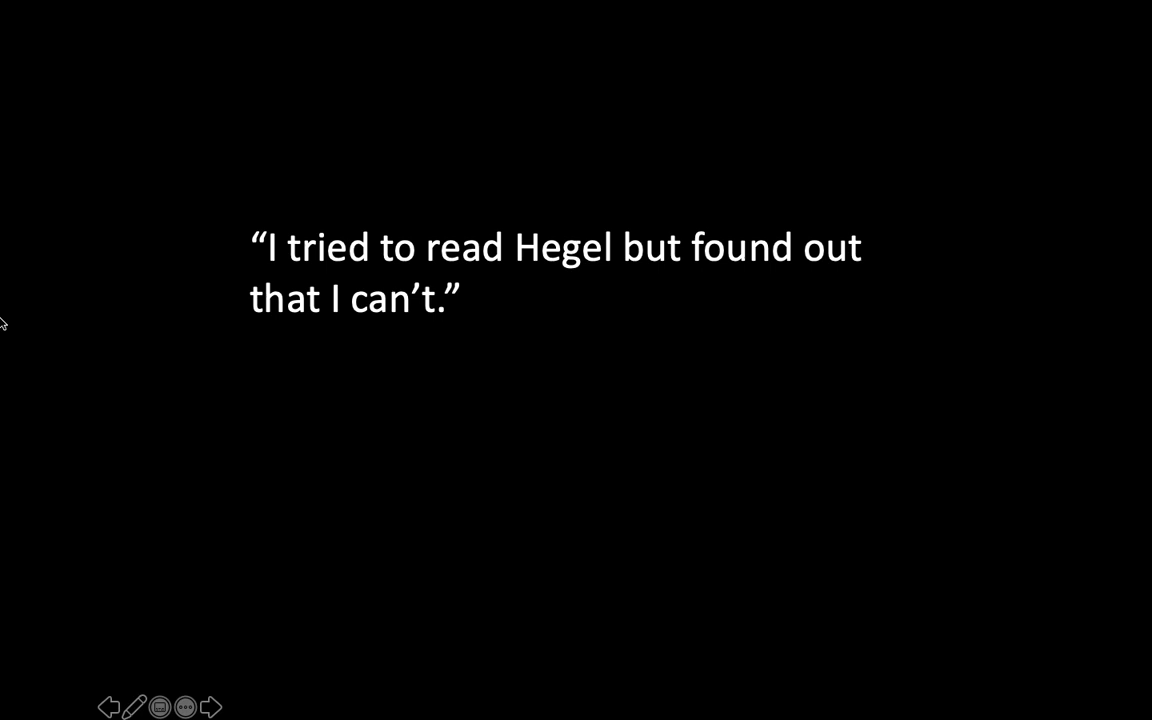 “I tried to read Hegel but found out
that I can’t.”